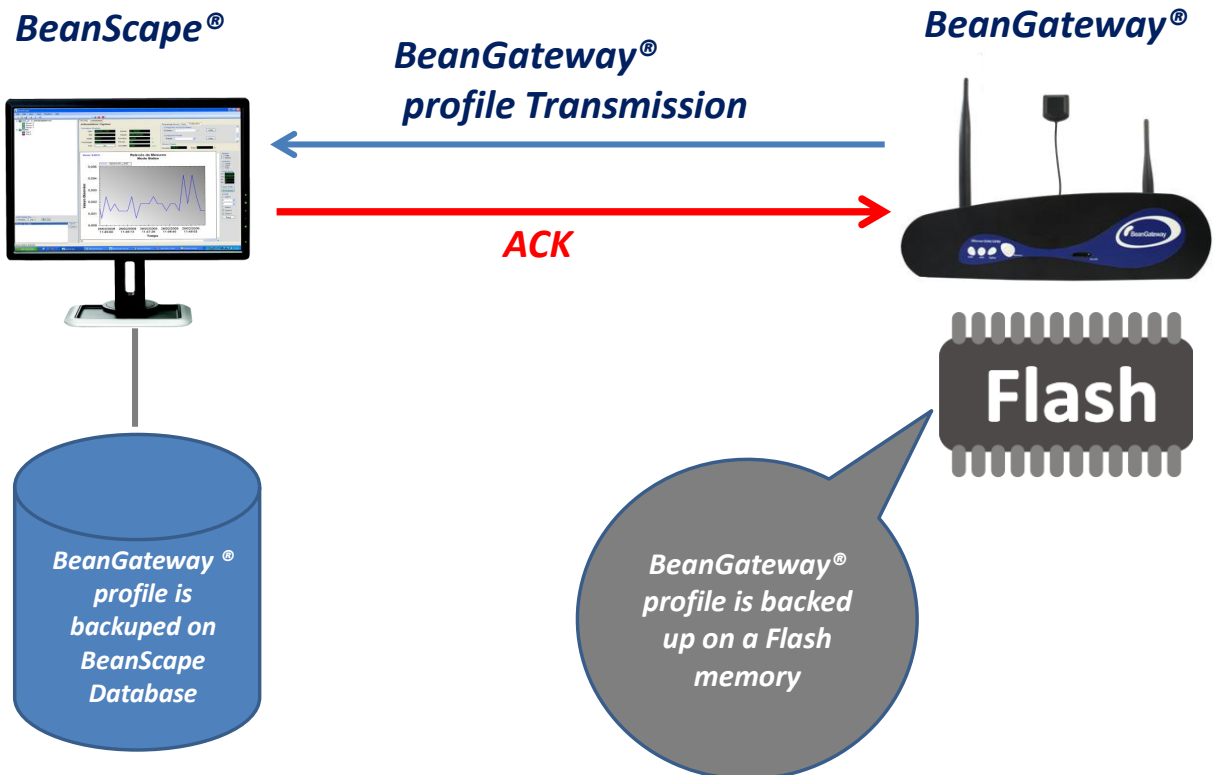 BeanScape®
BeanGateway®
profile Transmission
BeanGateway®
ACK
BeanGateway
Flash
BeanGateway ®
profile is
backuped on
BeanScape
Database
BeanGateway®
profile is backed
up on a Flash
memory